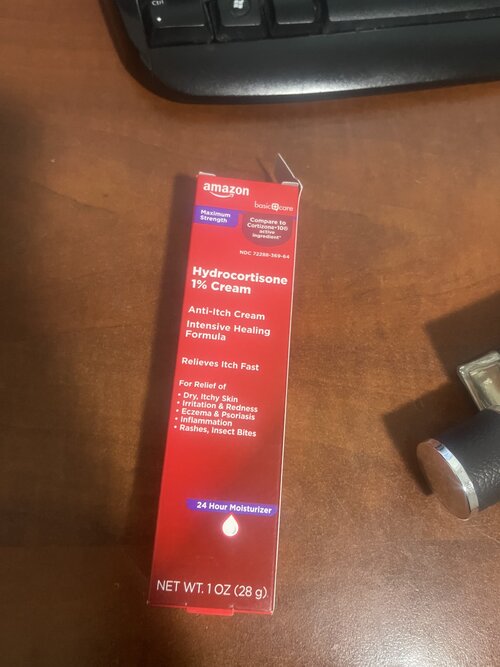 Ctrl
amazon
basic care
Maximum
Strength
Compare to
Cortizone-10®
active
ingredient*
NDC 72288-369-64
Hydrocortisone
1% Cream
Anti-Itch Cream
Intensive Healing
Formula
Relieves Itch Fast
For Relief of
• Dry, Itchy Skin
• Irritation & Redness
• Eczema & Psoriasis
• Inflammation
• Rashes, Insect Bites
24 Hour Moisturizer
NET WT. 1 OZ (28 g)